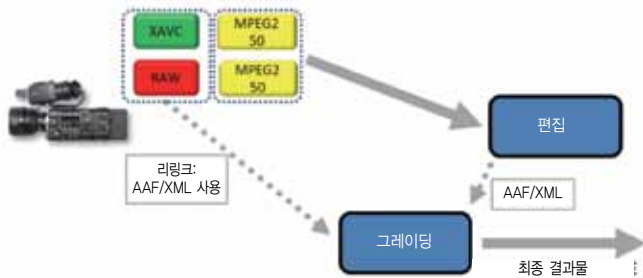 XAVC
MPEG2
50
RAW
MPEG2
50
편집
리링크:
AAF/XML 사용
AAF/XML
그레이딩
최종 결과물